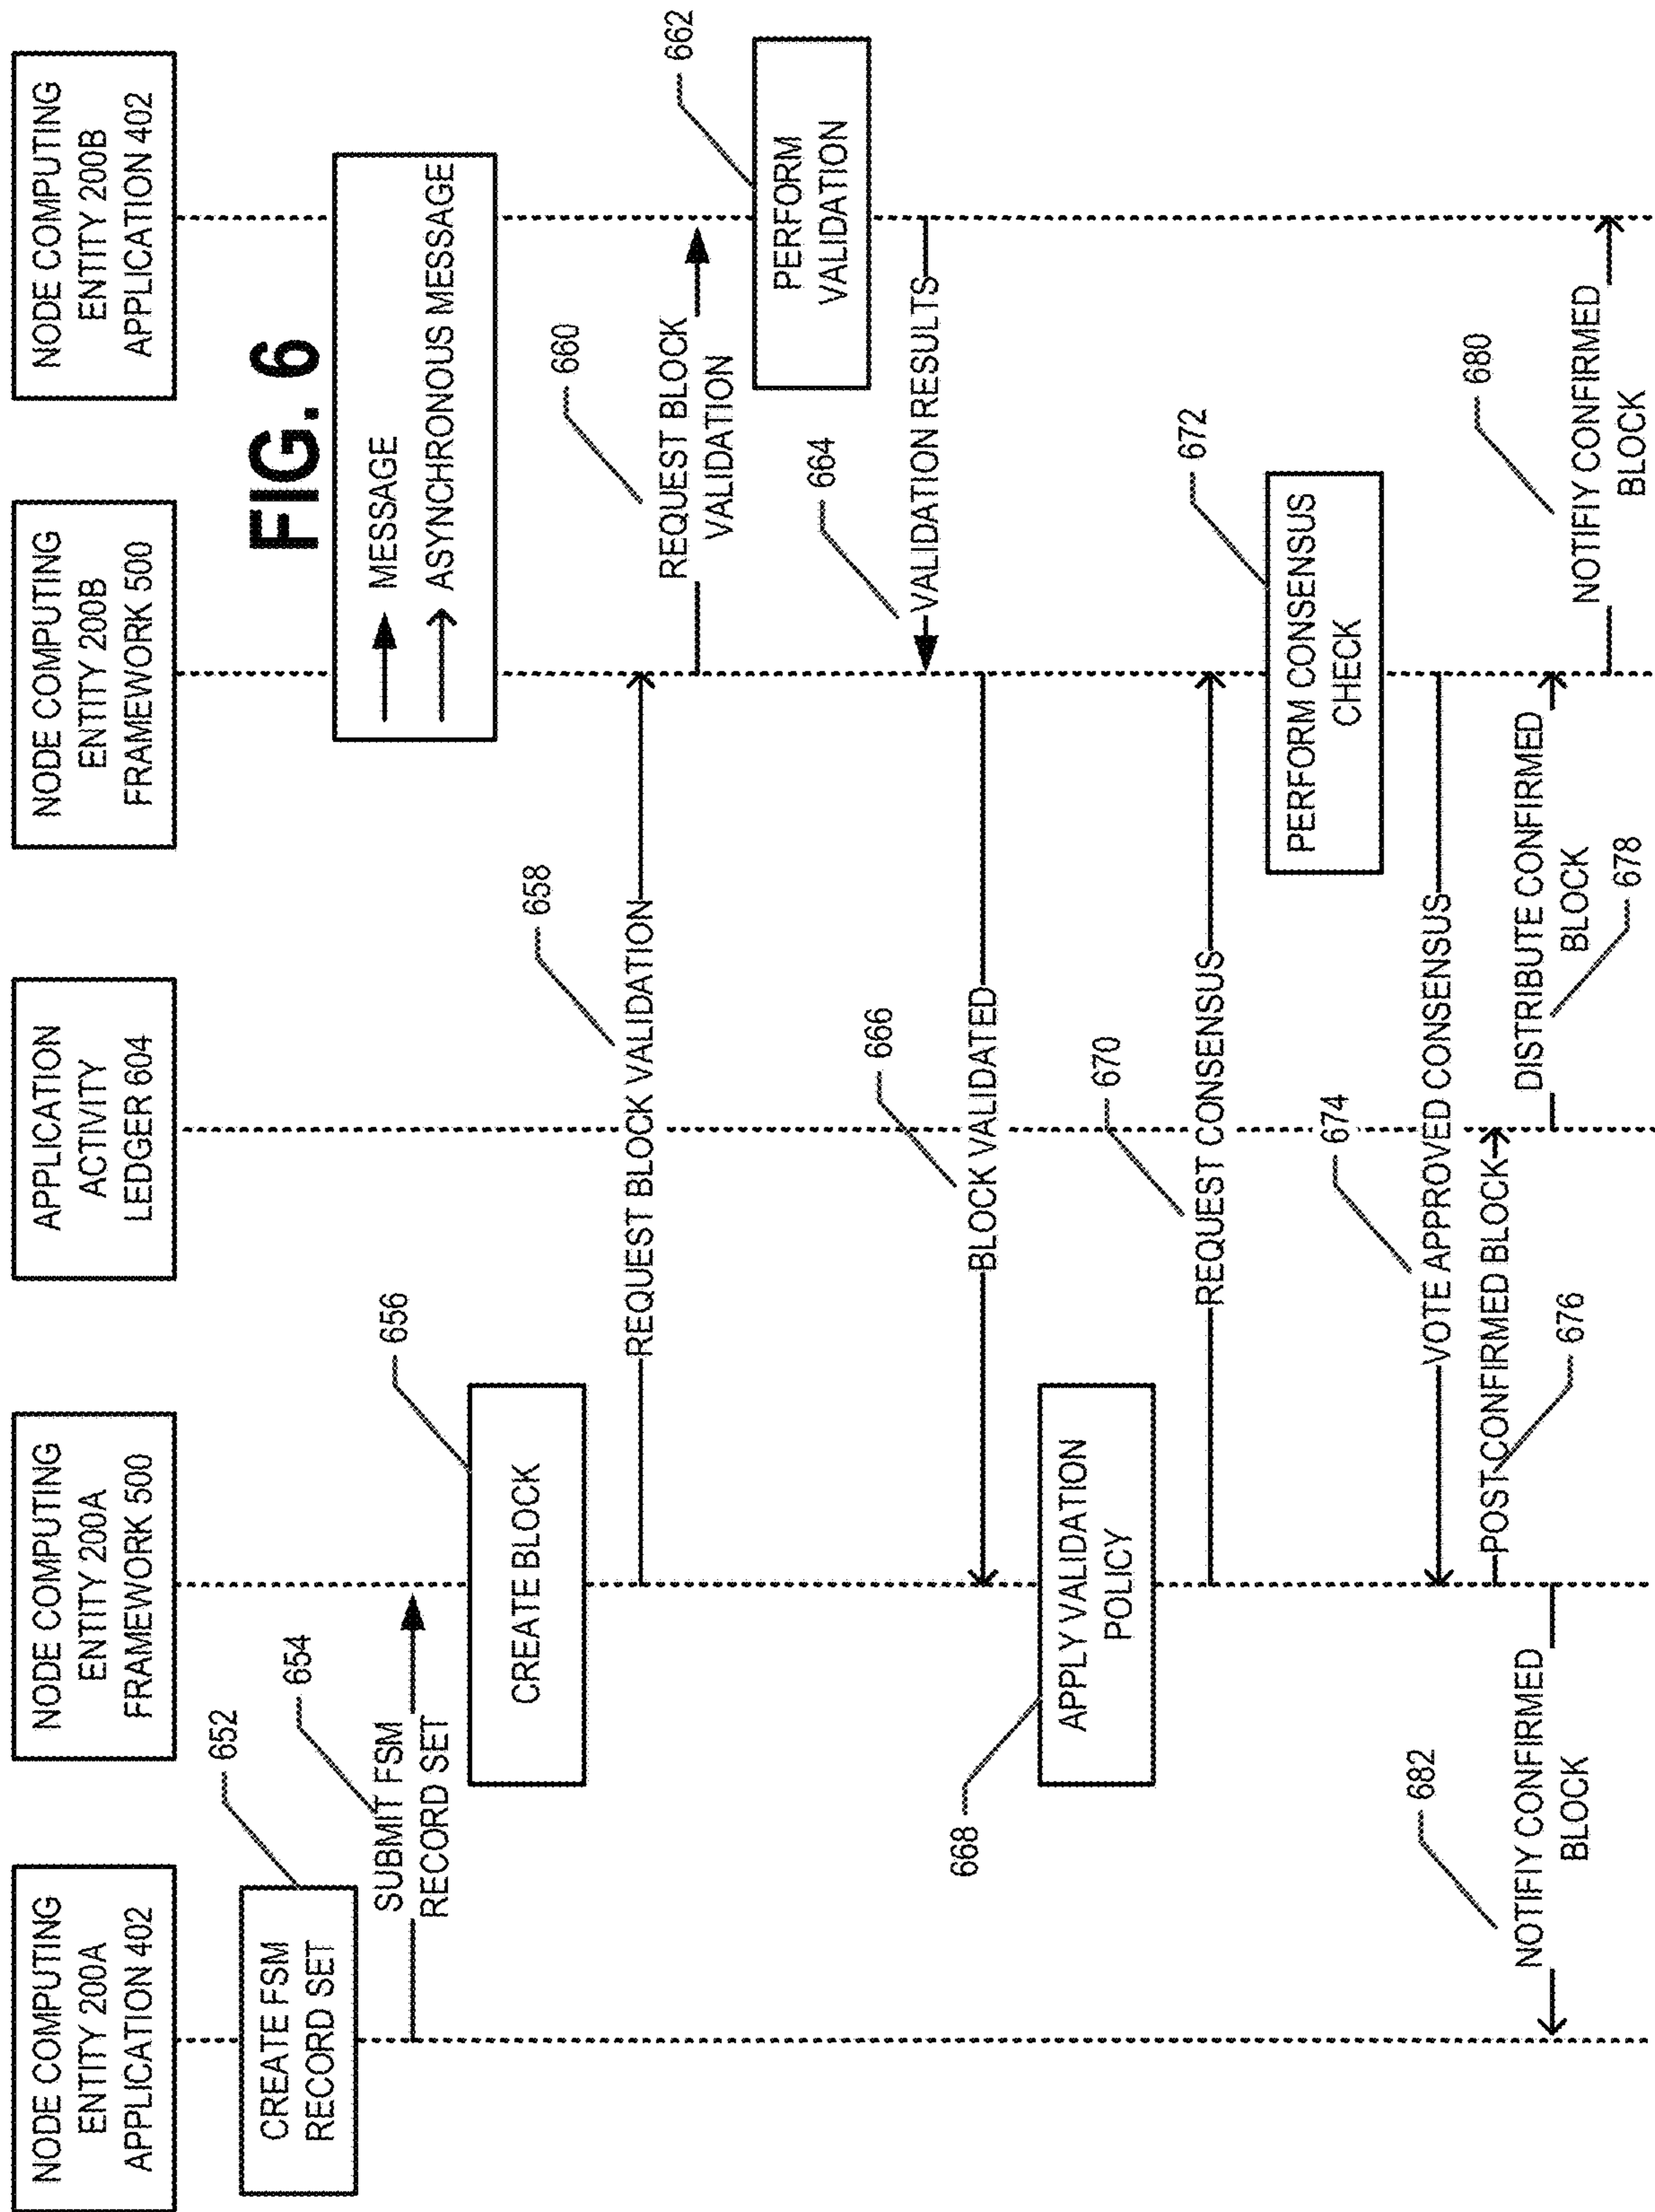 NODE COMPUTING
ENTITY 200A
APPLICATION 402
NODE COMPUTING
ENTITY 200A
FRAMEWORK 500
APPLICATION
ACTIVITY
LEDGER 604
NODE COMPUTING
ENTITY 200B
FRAMEWORK 500
NODE COMPUTING
ENTITY 200B
APPLICATION 402
FIG. 6
MESSAGE
ASYNCHRONOUS MESSAGE
CREATE FSM
RECORD SET
652
SUBMIT FSM
RECORD SET
654
CREATE BLOCK
656
REQUEST BLOCK VALIDATION
658
REQUEST BLOCK
VALIDATION
660
PERFORM
VALIDATION
662
VALIDATION RESULTS
664
BLOCK VALIDATED
666
APPLY VALIDATION
POLICY
668
REQUEST CONSENSUS
670
PERFORM CONSENSUS
CHECK
672
VOTE APPROVED CONSENSUS
674
POST CONFIRMED BLOCK
676
DISTRIBUTE CONFIRMED
BLOCK
678
NOTIFIY CONFIRMED
BLOCK
680
NOTIFIY CONFIRMED
BLOCK
682